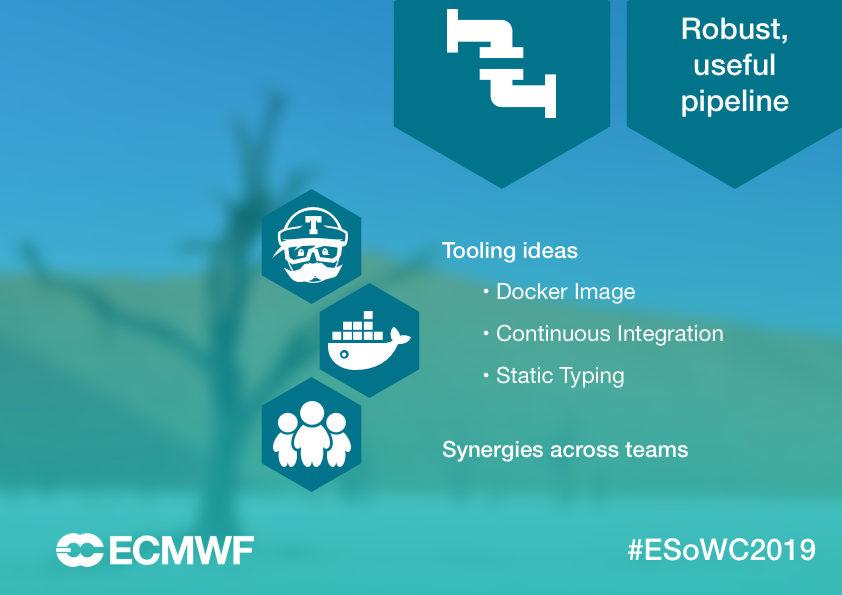 Robust,
useful
pipeline
T
Tooling ideas
• Docker Image
• Continuous Integration
• Static Typing
Synergies across teams
ECMWF
#ESoWC2019